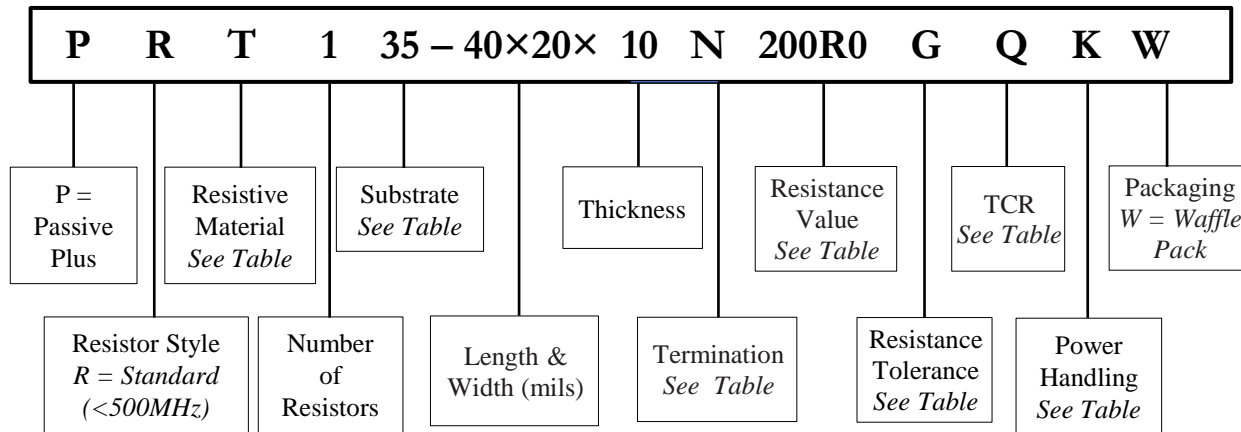 P R T 1 35 – 40×20× 10 N 200R0 G Q K W
P =
Passive
Plus
Resistive
Material
See Table
Substrate
See Table
Thickness
Resistance
Value
See Table
TCR
See Table
Packaging
W = Waffle
Pack
Resistor Style
R = Standard
(<500MHz)
Number
of
Resistors
Length &
Width (mils)
Termination
See Table
Resistance
Tolerance
See Table
Power
Handling
See Table